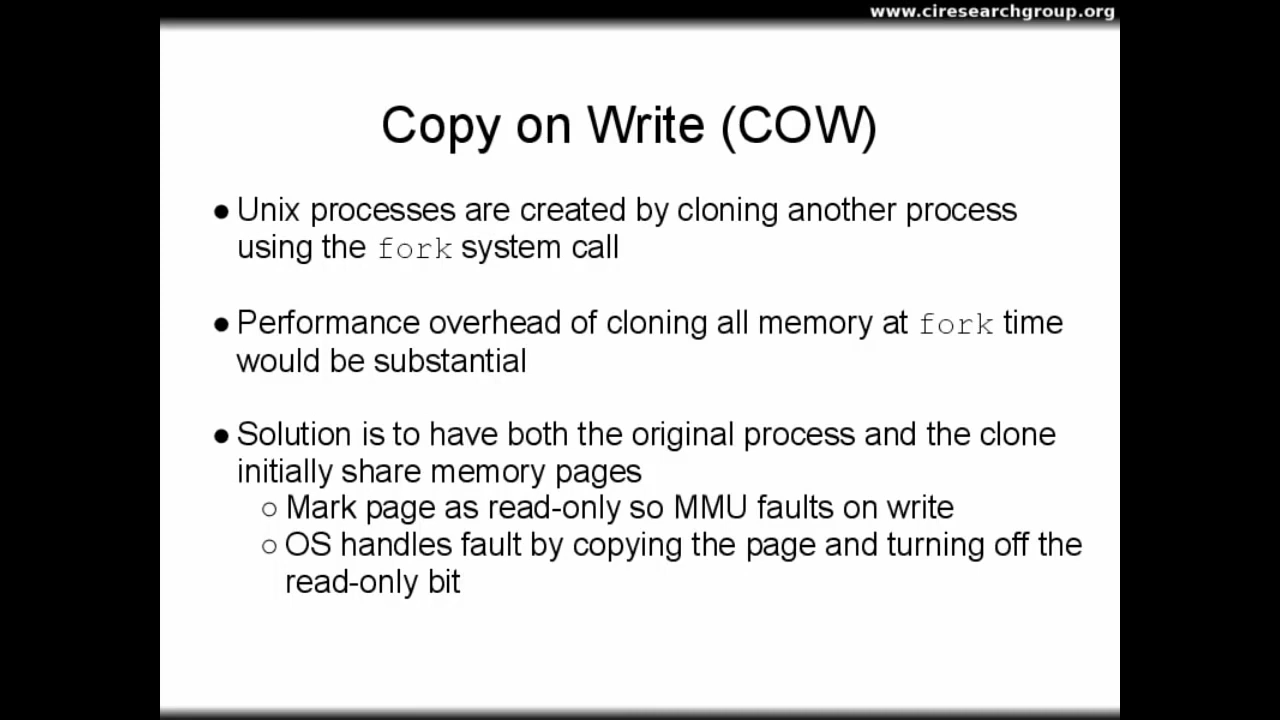 www.ciresearchgroup.org
Copy on Write (COW)
● Unix processes are created by cloning another process
using the fork system call
● Performance overhead of cloning all memory at fork time
would be substantial
● Solution is to have both the original process and the clone
initially share memory pages
○ Mark page as read-only so MMU faults on write
○ OS handles fault by copying the page and turning off the
read-only bit